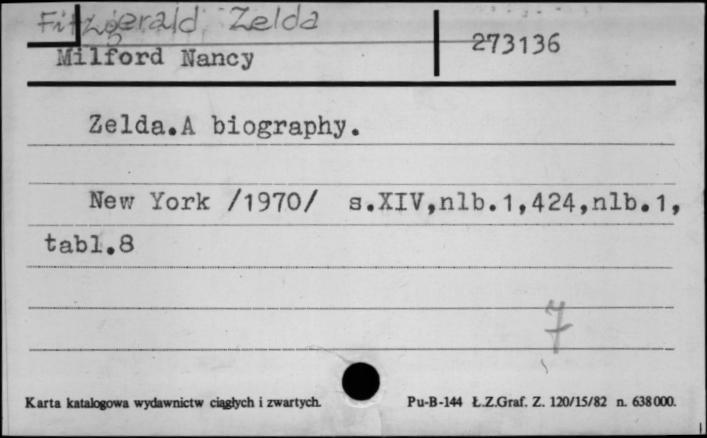 Fitzgerald, Zelda
Milford Nancy
273136
Zelda.A biography.
New York /1970/ s.XIV,nlb.1,424,nlb.1,
tabl.8
7
Karta katalogowa wydawnictw ciągłych i zwartych.
Pu-B-144 Ł.Z.Graf. Z. 120/15/82 n. 638000.